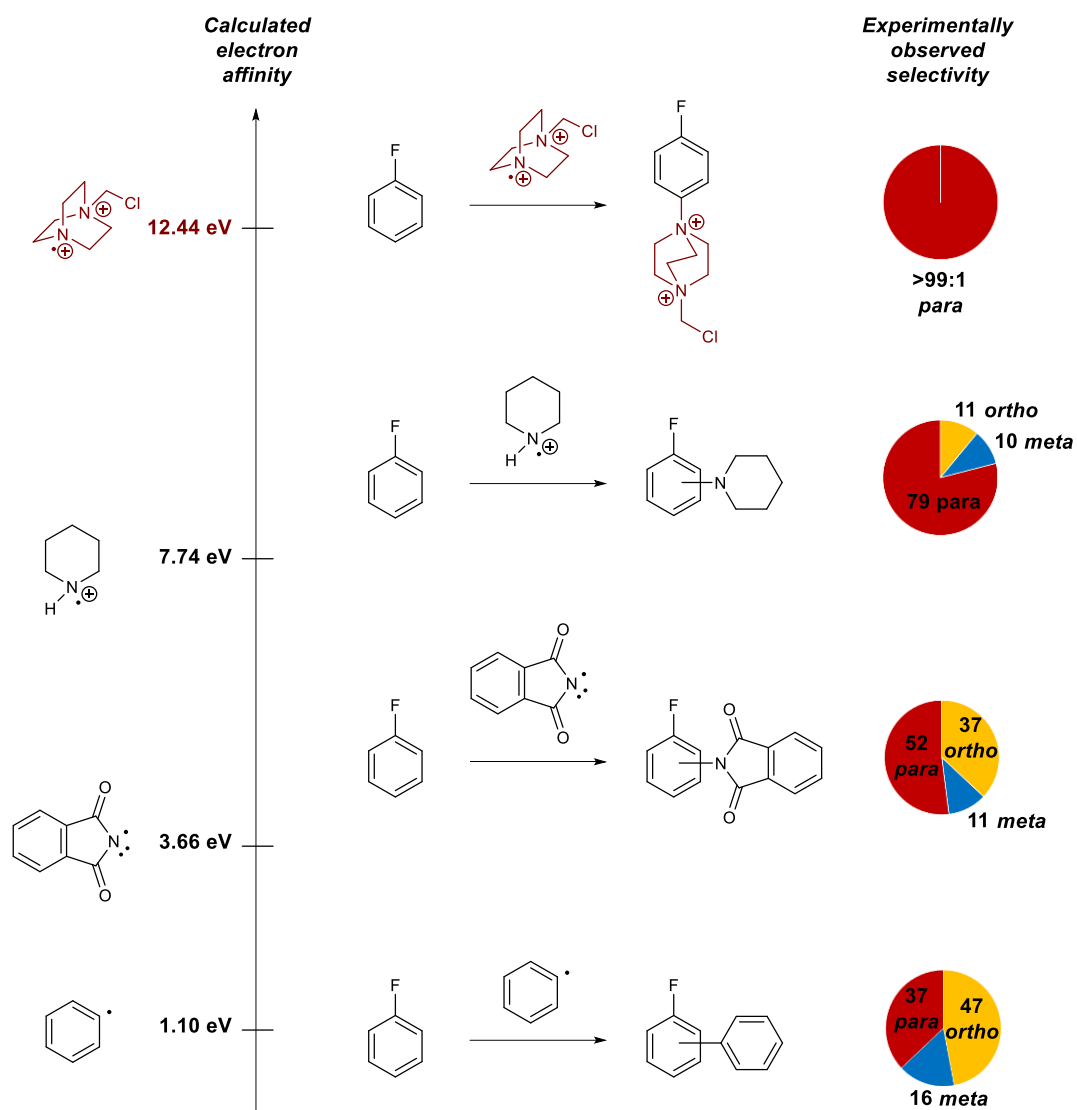 Calculated
electron
affinity
Experimentally
observed
selectivity
N
⊕
Cl
N
•
⊕
12.44 eV
F
N
⊕
Cl
N
•
⊕
F
N
⊕
N
⊕
Cl
>99:1
para
N
H
•
⊕
7.74 eV
F
N
H
•
⊕
F
N
11 ortho
10 meta
79 para
O
N
O
3.66 eV
F
O
N
O
F
O
N
O
37
ortho
52
para
11 meta
1.10 eV
F
F
37
para
47
ortho
16 meta